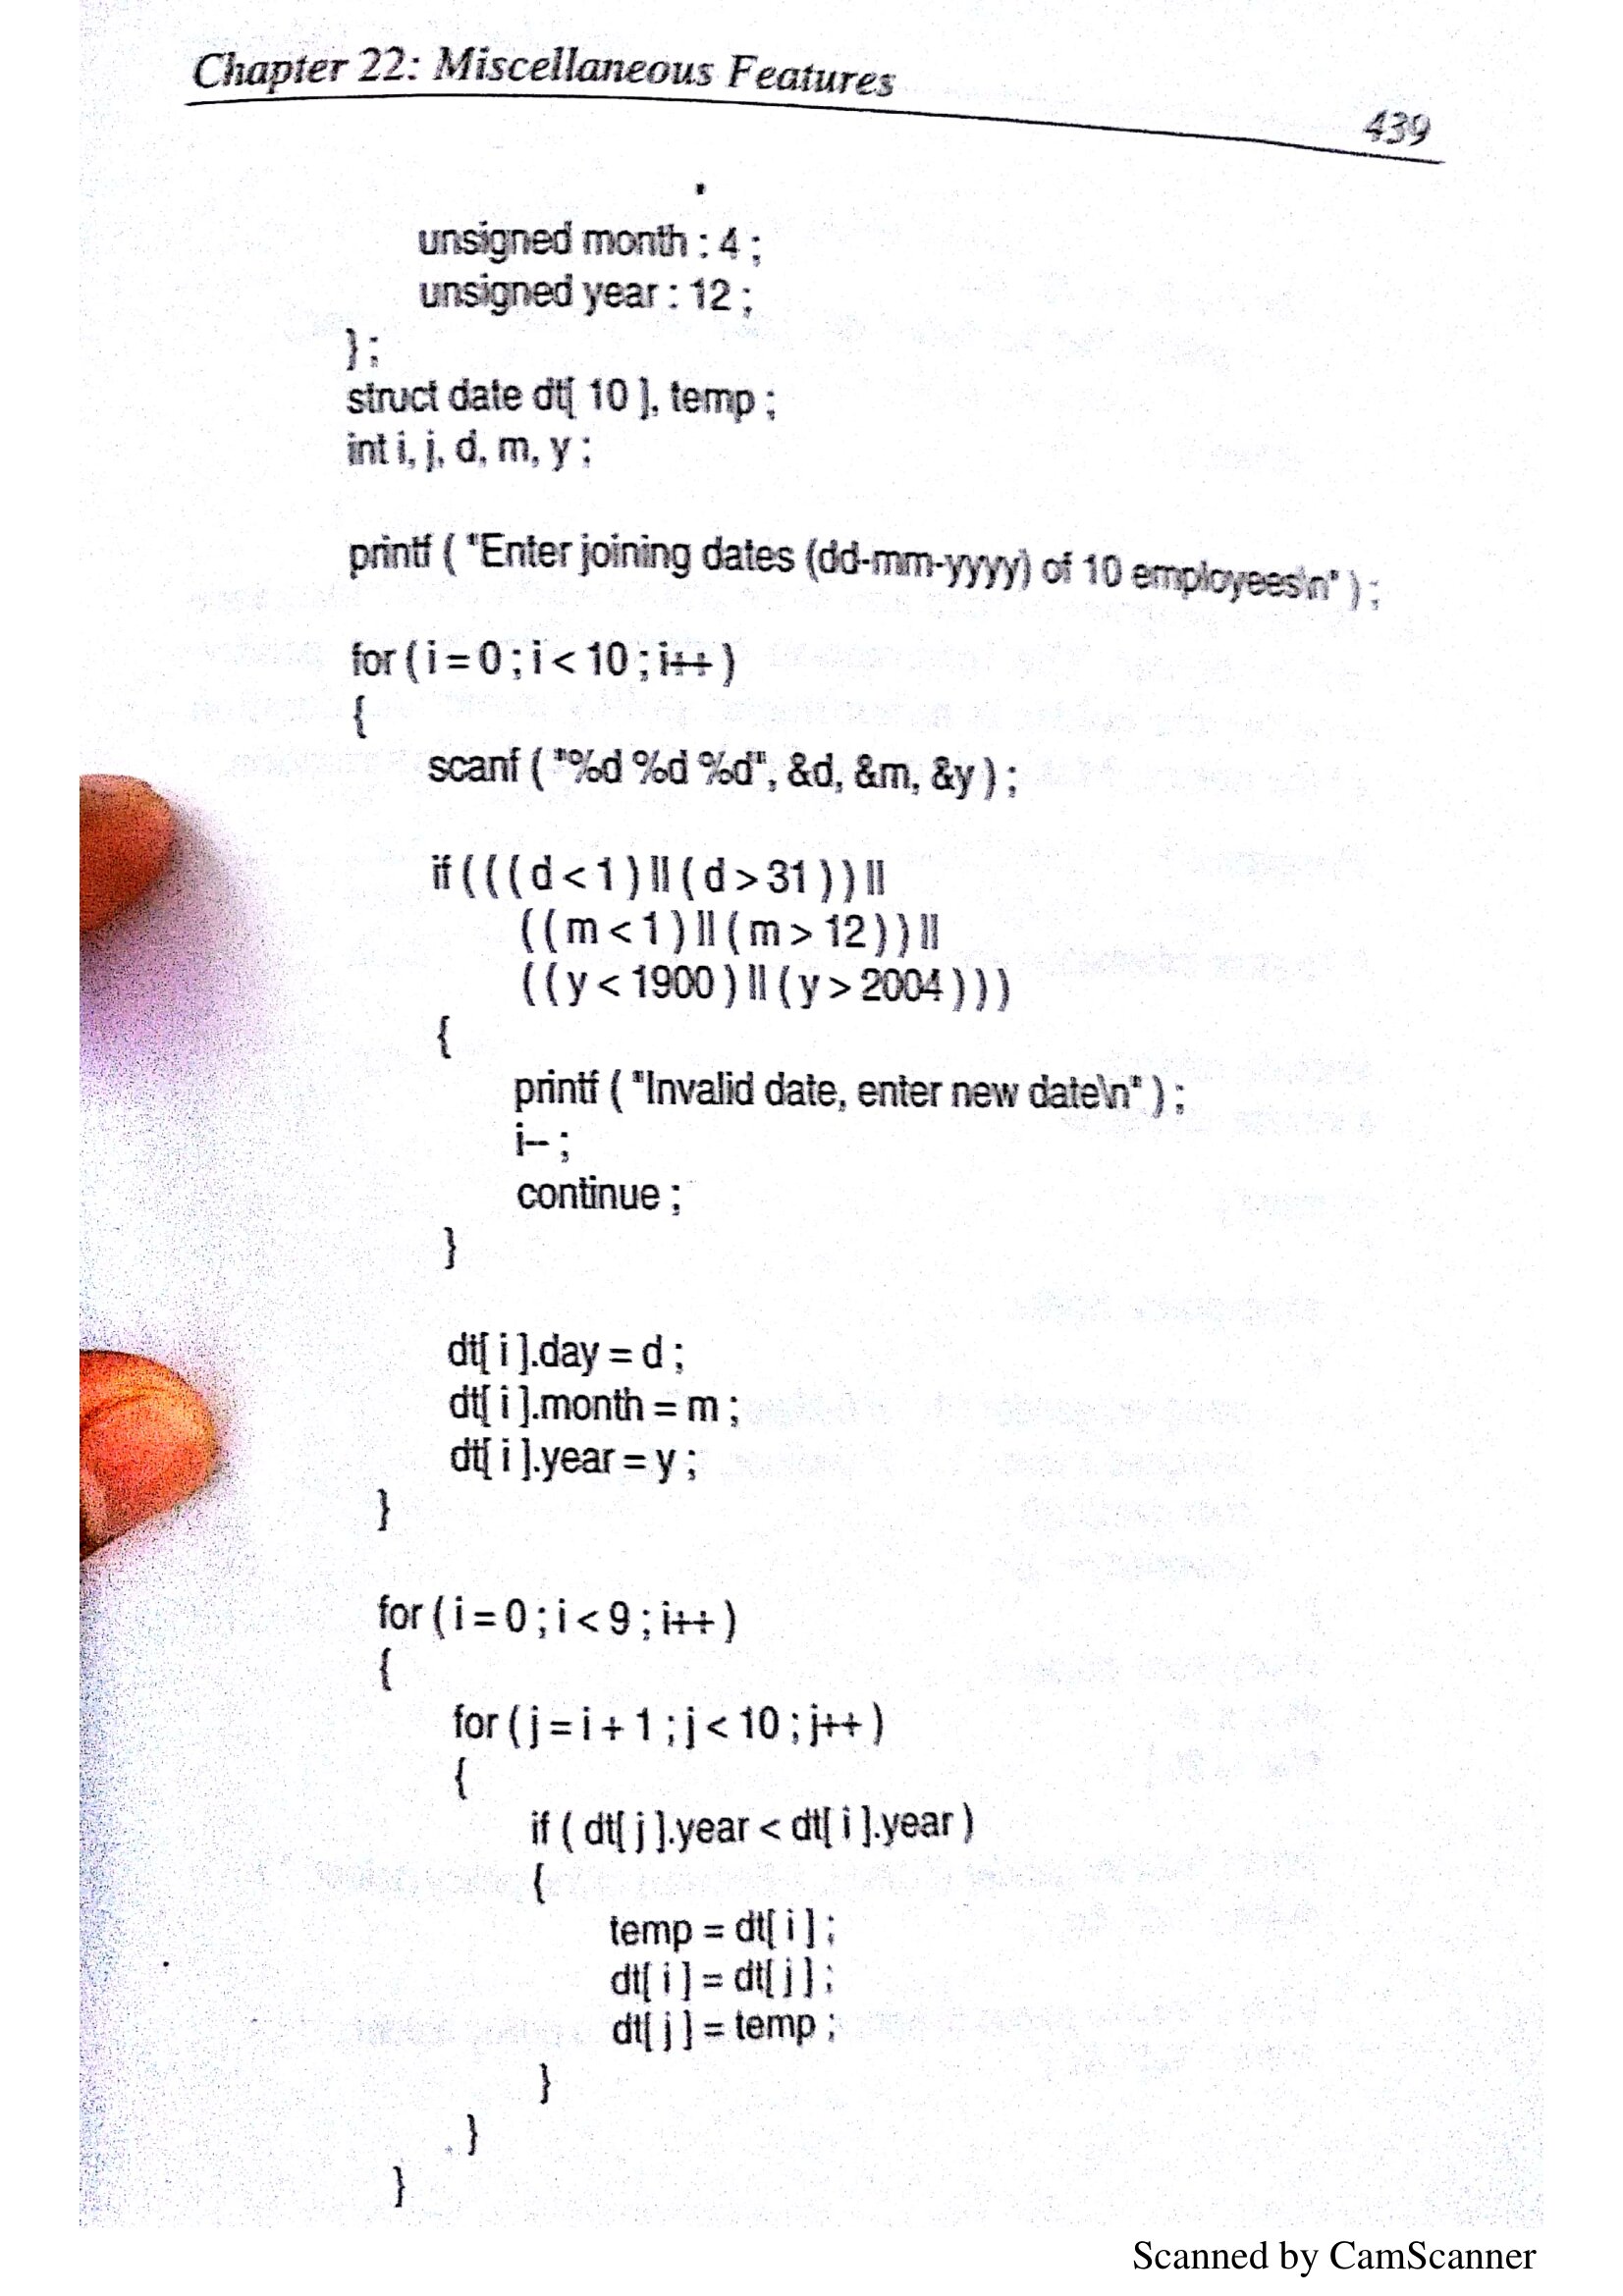 Chapter 22: Miscellaneous Features
439
unsigned month : 4 ;
unsigned year : 12 ;
} ;
struct date dt[ 10 ], temp ;
int i, j, d, m, y ;
printf ( "Enter joining dates (dd-mm-yyyy) of 10 employees\n" ) ;
for ( i = 0 ; i < 10 ; i++ )
{
scanf ( "%d %d %d", &d, &m, &y ) ;
if ( ( ( d < 1 ) || ( d > 31 ) ) ||
( ( m < 1 ) || ( m > 12 ) ) ||
( ( y < 1900 ) || ( y > 2004 ) ) )
{
printf ( "Invalid date, enter new date\n" ) ;
i-- ;
continue ;
}
dt[ i ].day = d ;
dt[ i ].month = m ;
dt[ i ].year = y ;
}
for ( i = 0 ; i < 9 ; i++ )
{
for ( j = i + 1 ; j < 10 ; j++ )
{
if ( dt[ j ].year < dt[ i ].year )
{
temp = dt[ i ] ;
dt[ i ] = dt[ j ] ;
dt[ j ] = temp ;
}
}
}
Scanned by CamScanner